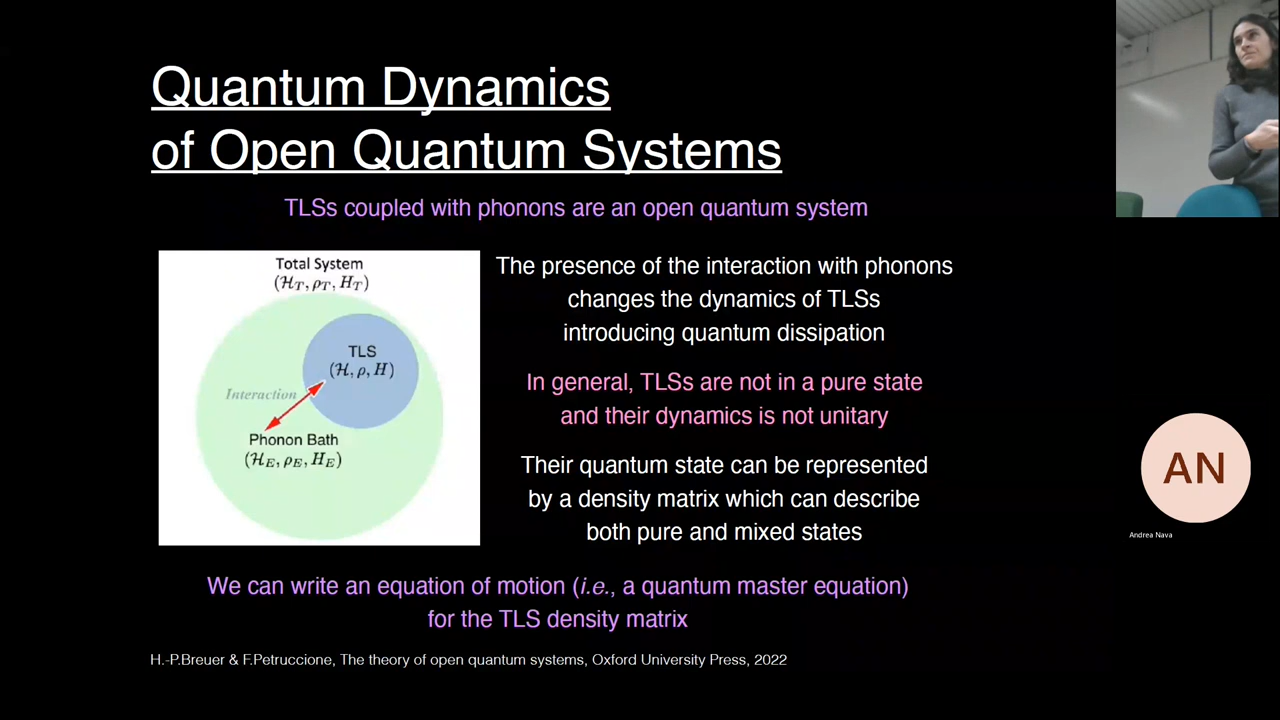 Quantum Dynamics
of Open Quantum Systems
TLSs coupled with phonons are an open quantum system
Total System
(ℋ_T, ρ_T, H_T)
TLS
(ℋ, ρ, H)
Interaction
Phonon Bath
(ℋ_E, ρ_E, H_E)
The presence of the interaction with phonons
changes the dynamics of TLSs
introducing quantum dissipation
In general, TLSs are not in a pure state
and their dynamics is not unitary
Their quantum state can be represented
by a density matrix which can describe
both pure and mixed states
We can write an equation of motion (i.e., a quantum master equation)
for the TLS density matrix
H.-P.Breuer & F.Petruccione, The theory of open quantum systems, Oxford University Press, 2022
AN
Andrea Nava